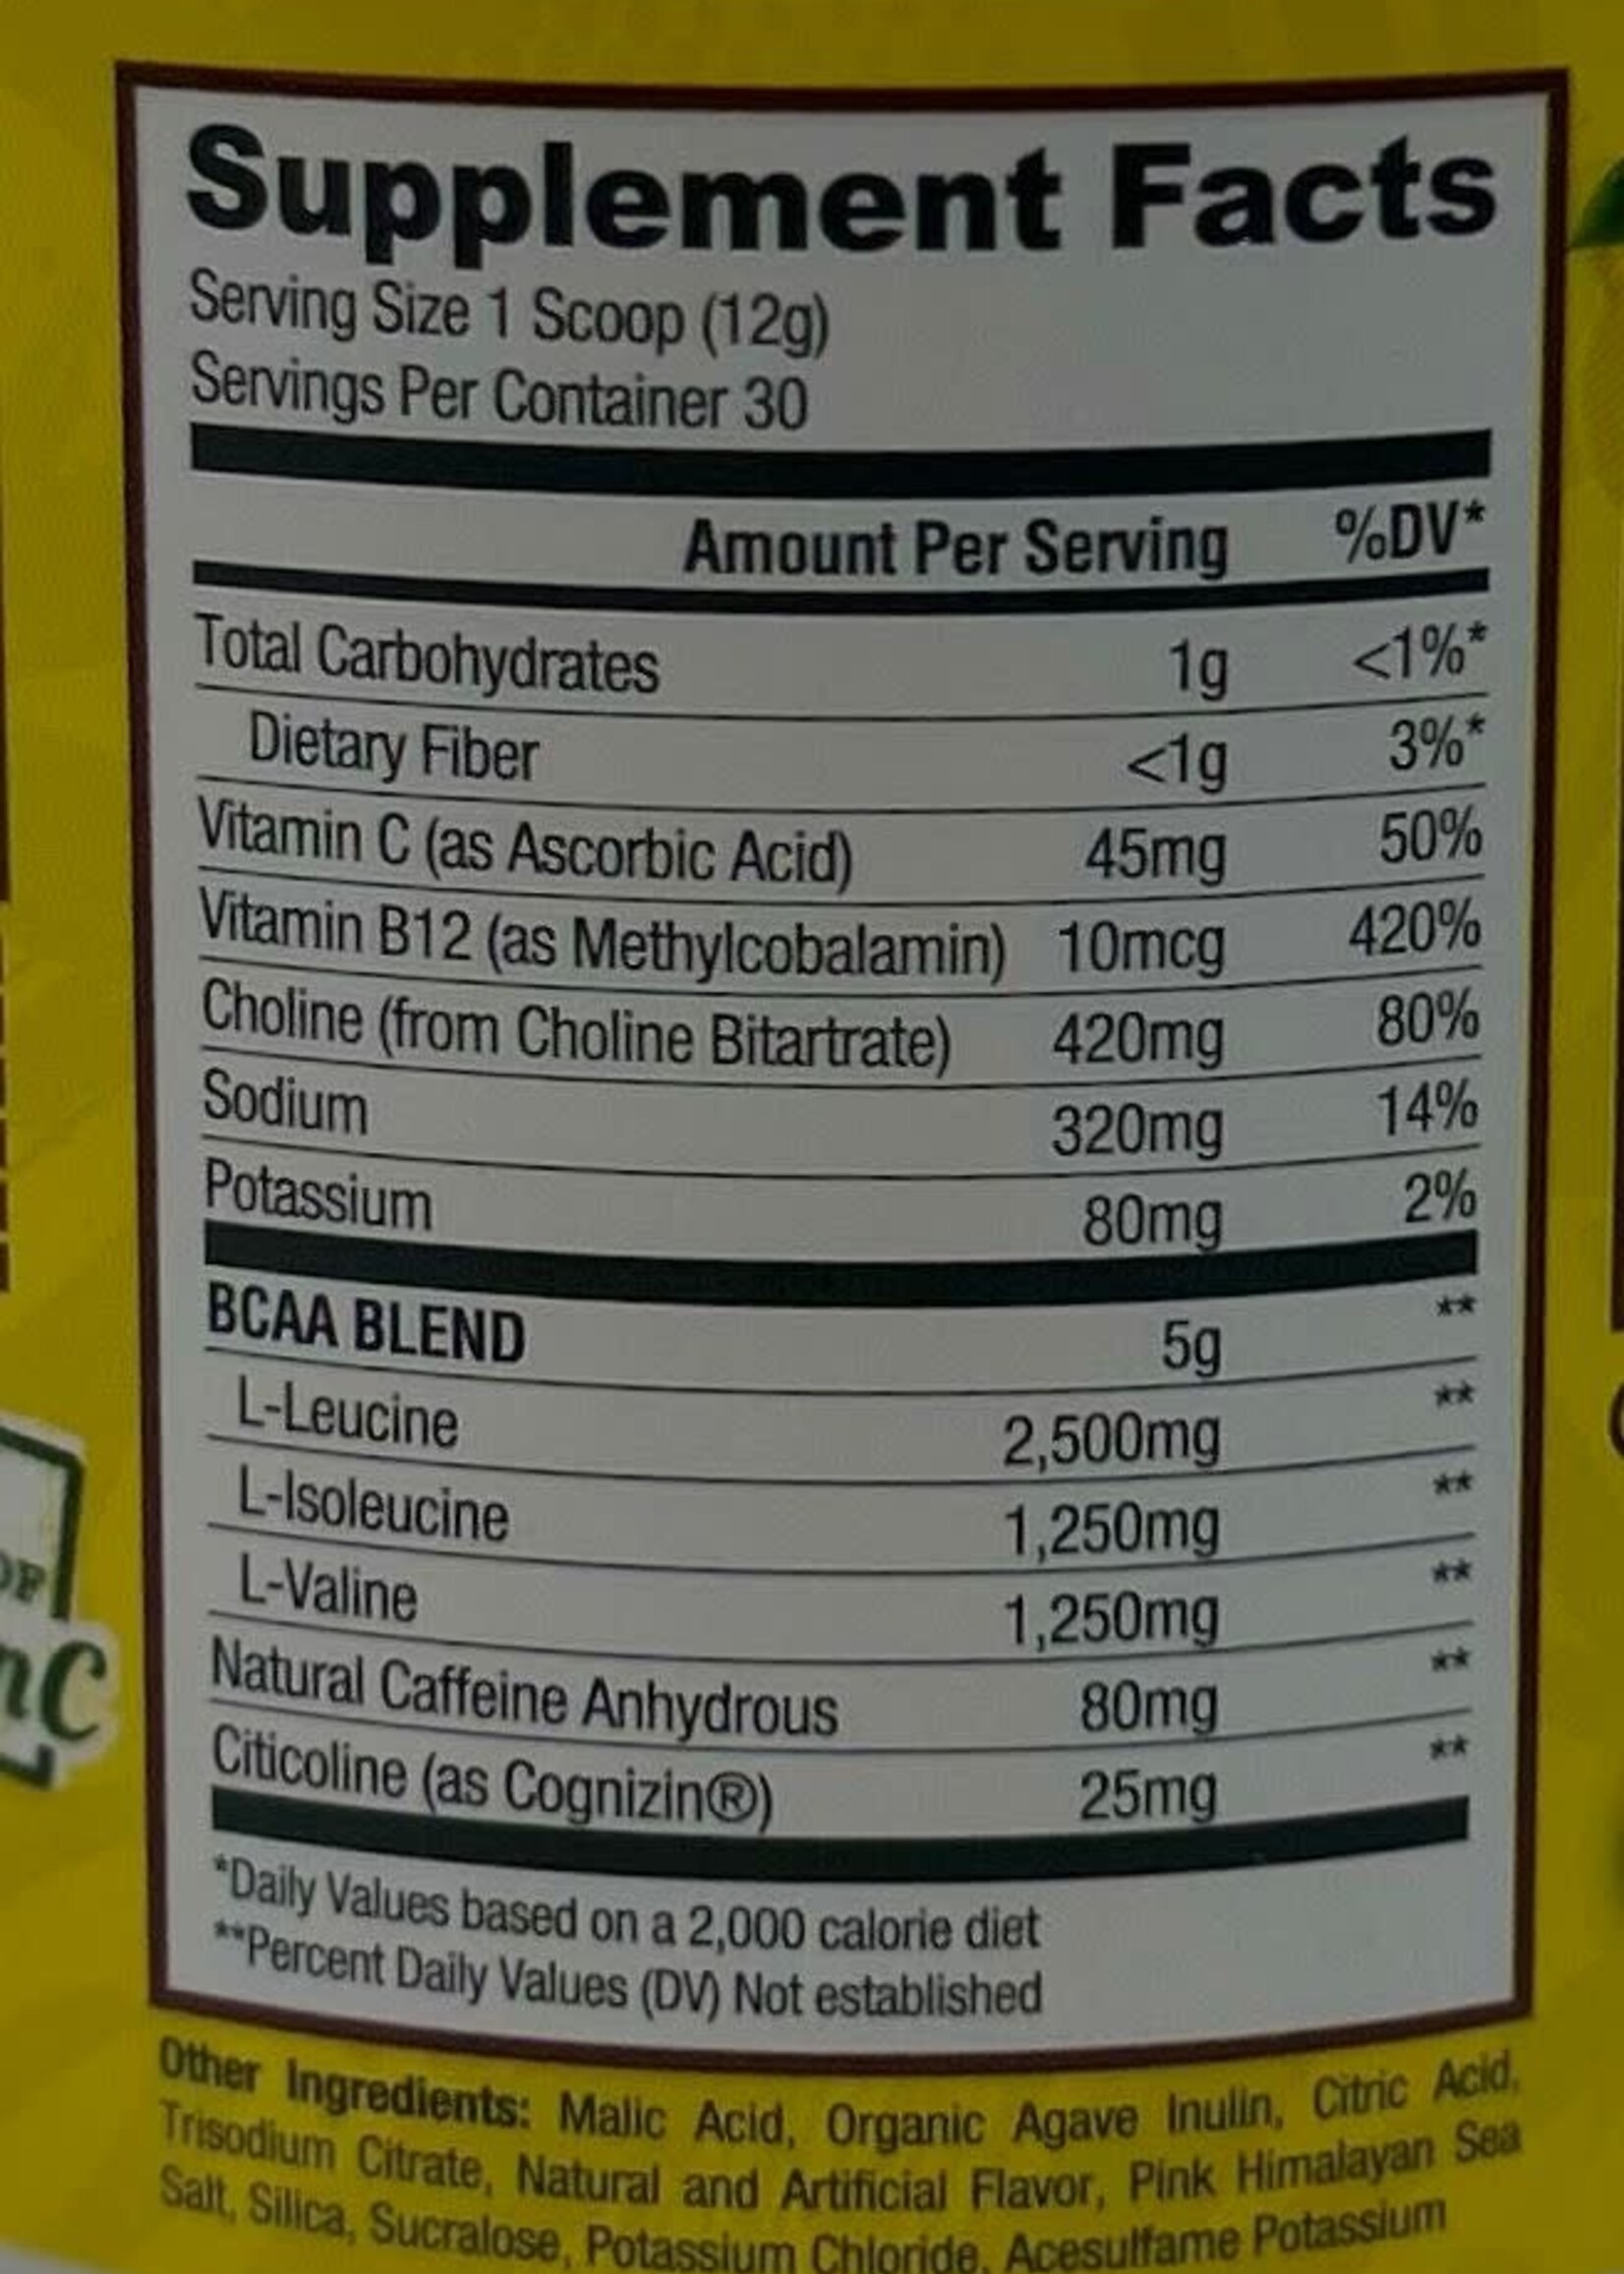 Supplement Facts
Serving Size 1 Scoop (12g)
Servings Per Container 30
Amount Per Serving %DV*
Total Carbohydrates 1g <1%*
Dietary Fiber <1g 3%*
Vitamin C (as Ascorbic Acid) 45mg 50%
Vitamin B12 (as Methylcobalamin) 10mcg 420%
Choline (from Choline Bitartrate) 420mg 80%
Sodium 320mg 14%
Potassium 80mg 2%
BCAA BLEND 5g **
L-Leucine 2,500mg **
L-Isoleucine 1,250mg **
L-Valine 1,250mg **
Natural Caffeine Anhydrous 80mg **
Citicoline (as Cognizin®) 25mg **
*Daily Values based on a 2,000 calorie diet
**Percent Daily Values (DV) Not established
Other Ingredients: Malic Acid, Organic Agave Inulin, Citric Acid,
Trisodium Citrate, Natural and Artificial Flavor, Pink Himalayan Sea
Salt, Silica, Sucralose, Potassium Chloride, Acesulfame Potassium